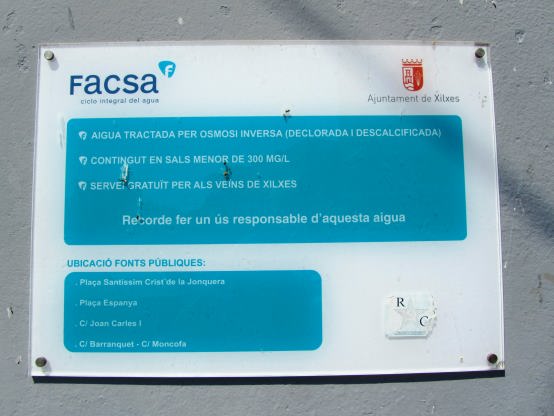 FACSA
ciclo integral del agua
Ajuntament de Xilxes
AIGUA TRACTADA PER OSMOSI INVERSA (DECLORADA I DESCALCIFICADA)
CONTINGUT EN SALS MENOR DE 300 MG/L
SERVEI GRATUÏT PER ALS VEÏNS DE XILXES
Recorde fer un ús responsable d'aquesta aigua
UBICACIÓ FONTS PÚBLIQUES:
. Plaça Santissim Crist de la Jonquera
. Plaça Espanya
. C/ Joan Carles I
. C/ Barranquet - C/ Moncofa
R
C